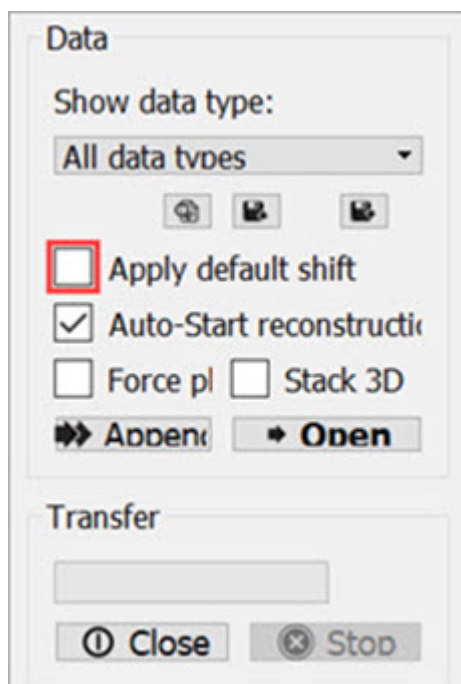 Data
Show data type:
All data types
Apply default shift
Auto-Start reconstructi
Force pl Stack 3D
Append Open
Transfer
Close Stop